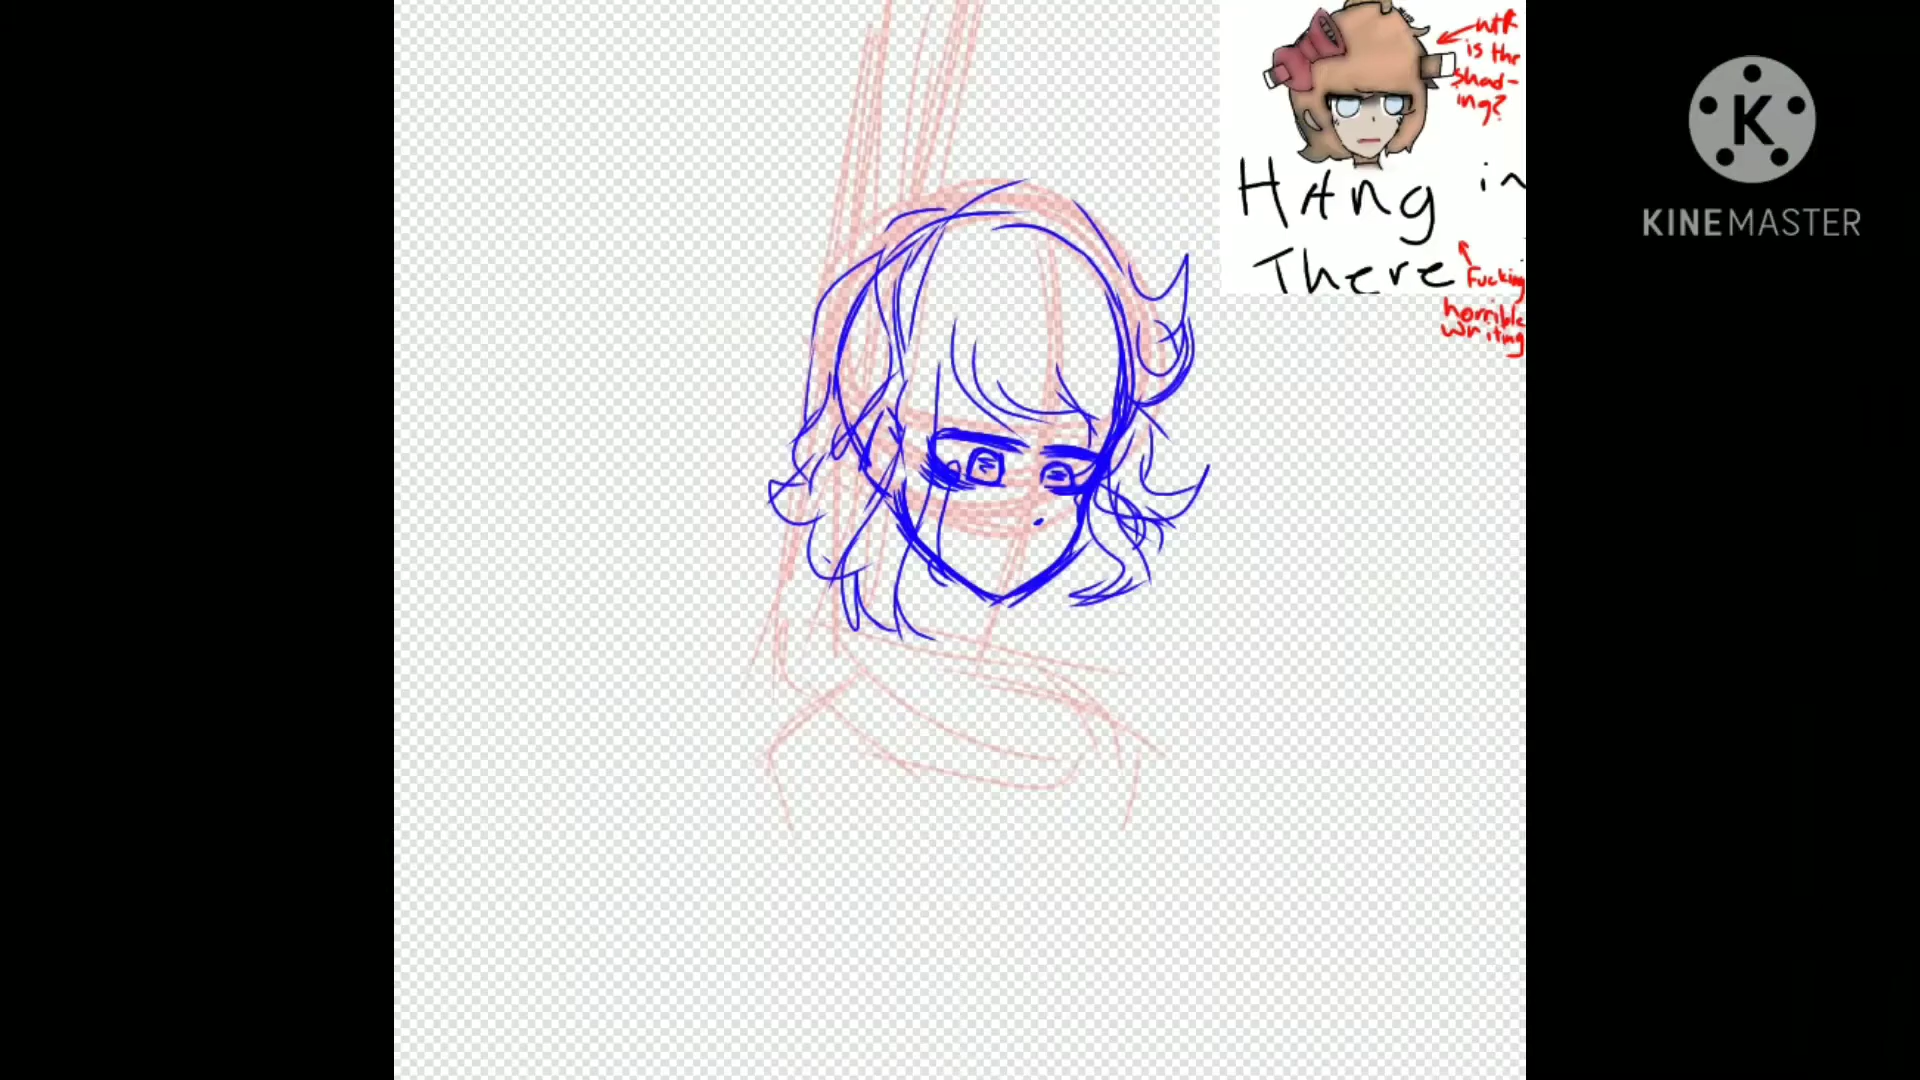 wtf
is the
shad-
ing?
HAng in
There
Fucking
horrible
writing
KINEMASTER